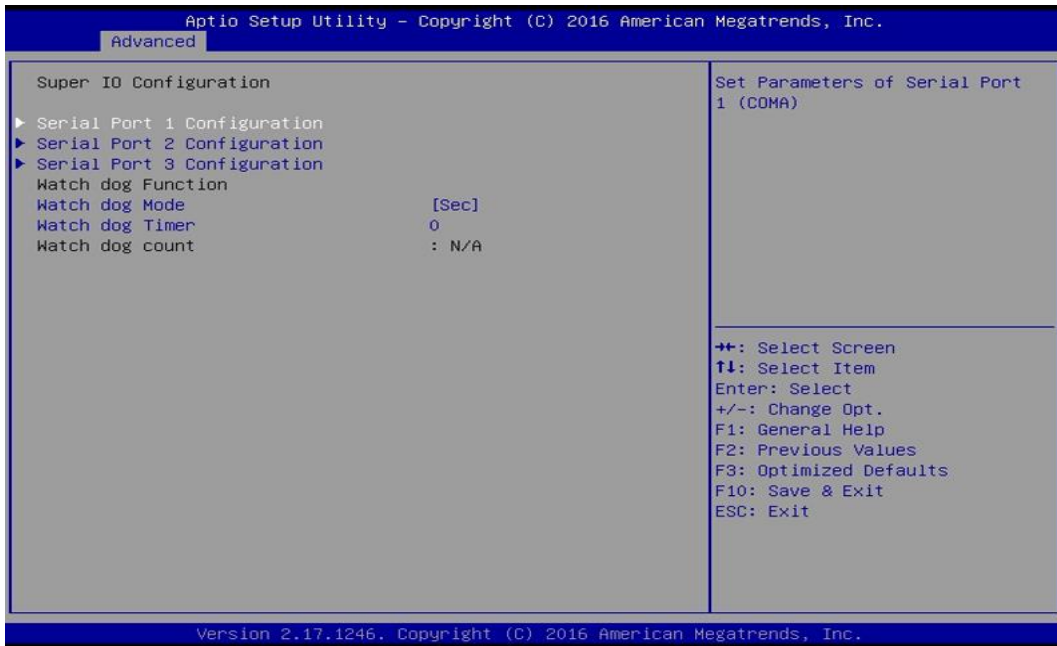 Aptio Setup Utility – Copyright (C) 2016 American Megatrends, Inc.
Advanced
Super IO Configuration
Serial Port 1 Configuration
Serial Port 2 Configuration
Serial Port 3 Configuration
Watch dog Function
Watch dog Mode [Sec]
Watch dog Timer 0
Watch dog count : N/A
Set Parameters of Serial Port
1 (COMA)
→←: Select Screen
↑↓: Select Item
Enter: Select
+/-: Change Opt.
F1: General Help
F2: Previous Values
F3: Optimized Defaults
F10: Save & Exit
ESC: Exit
Version 2.17.1246. Copyright (C) 2016 American Megatrends, Inc.